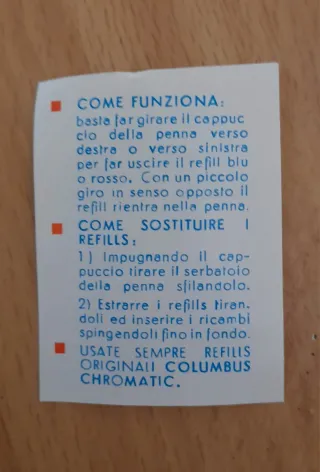 COME FUNZIONA:
basta far girare il cappuc
cio della penna verso
destra o verso sinistra
per far uscire il refill blu
o rosso. Con un piccolo
giro in senso opposto il
refill rientra nella penna.
COME SOSTITUIRE I
REFILLS:
1) Impugnando il cap-
puccio tirare il serbatoio
della penna sfilandolo.
2) Estrarre i refills tiran.
doli ed inserire i ricambi
spingendoli fino in fondo.
USATE SEMPRE REFILLS
ORIGINALI COLUMBUS
CHROMATIC.